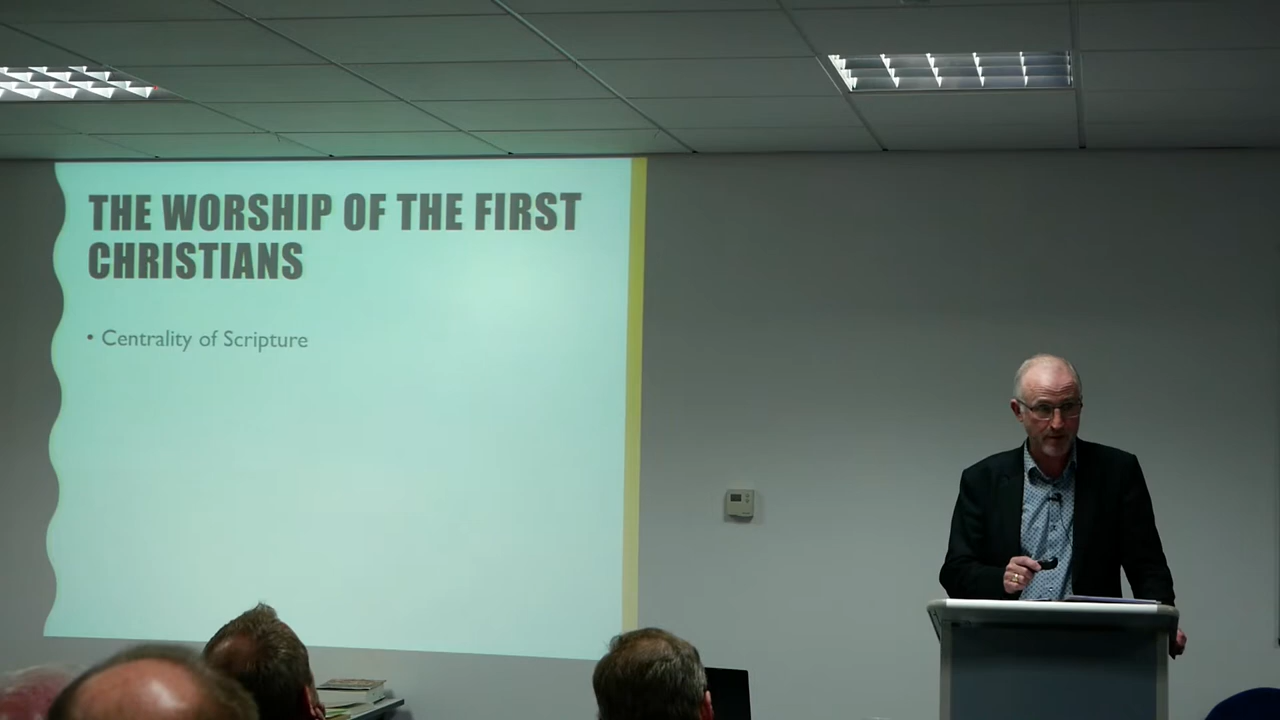 THE WORSHIP OF THE FIRST
CHRISTIANS
• Centrality of Scripture